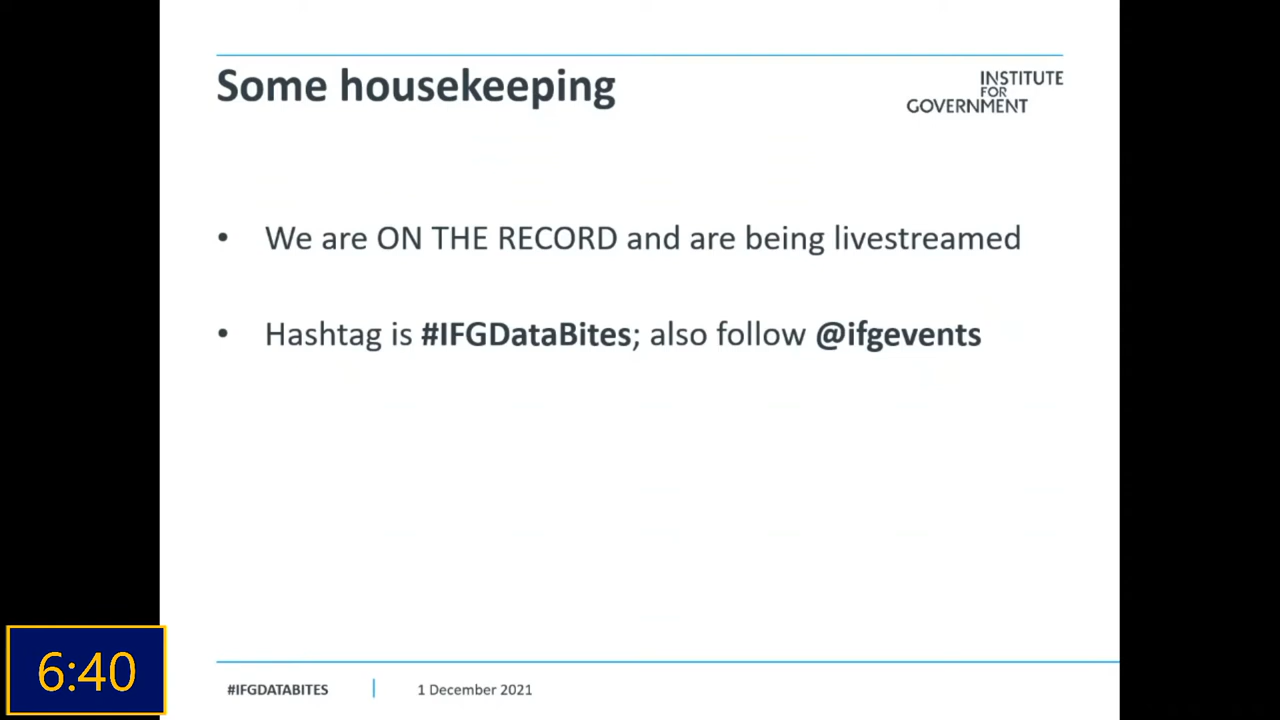 Some housekeeping
INSTITUTE
FOR
GOVERNMENT
• We are ON THE RECORD and are being livestreamed
• Hashtag is #IFGDataBites; also follow @ifgevents
6:40
#IFGDATABITES | 1 December 2021